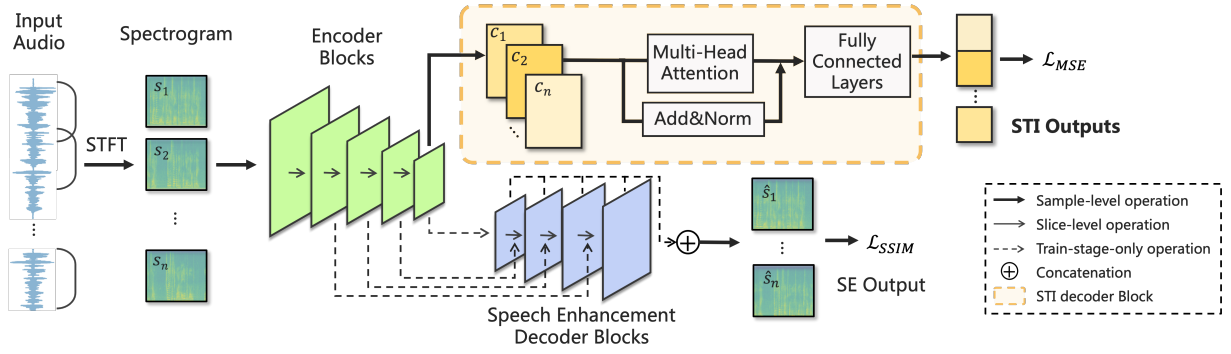 Input
Audio
STFT
Spectrogram
s₁
s₂
⋮
sₙ
Encoder
Blocks
c₁
c₂
cₙ
Multi-Head
Attention
Add&Norm
Fully
Connected
Layers
STI Outputs
ℒ_MSE
Speech Enhancement
Decoder Blocks
ŝ₁
⋮
ŝₙ
SE Output
ℒ_SSIM
Sample-level operation
Slice-level operation
Train-stage-only operation
Concatenation
STI decoder Block